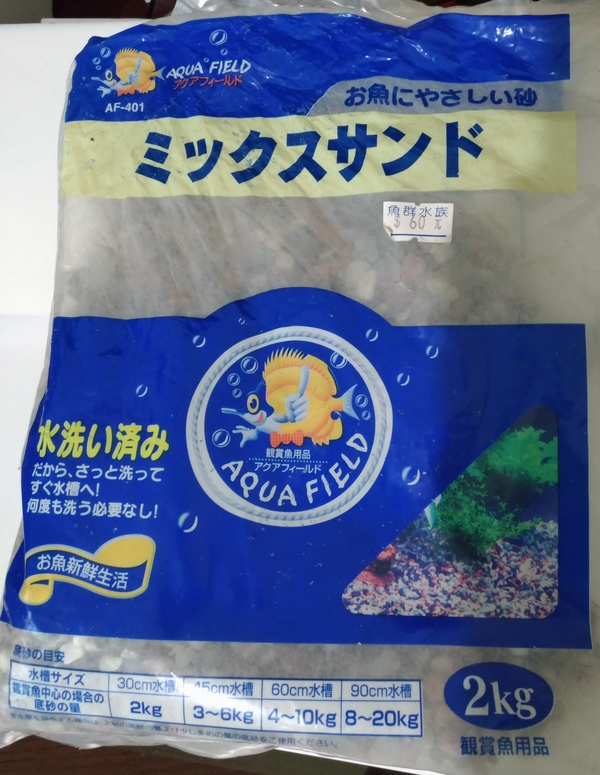 AQUA FIELD
アクアフィールド
AF-401
お魚にやさしい砂
ミックスサンド
魚群水族
$ 60 元
観賞魚用品
アクアフィールド
AQUA FIELD
水洗い済み
だから、さっと洗って
すぐ水槽へ!
何度も洗う必要なし!
お魚新鮮生活
底砂の目安
水槽サイズ 30cm水槽 45cm水槽 60cm水槽 90cm水槽
鑑賞魚中心の場合の
底砂の量 2kg 3~6kg 4~10kg 8~20kg
2kg
観賞魚用品